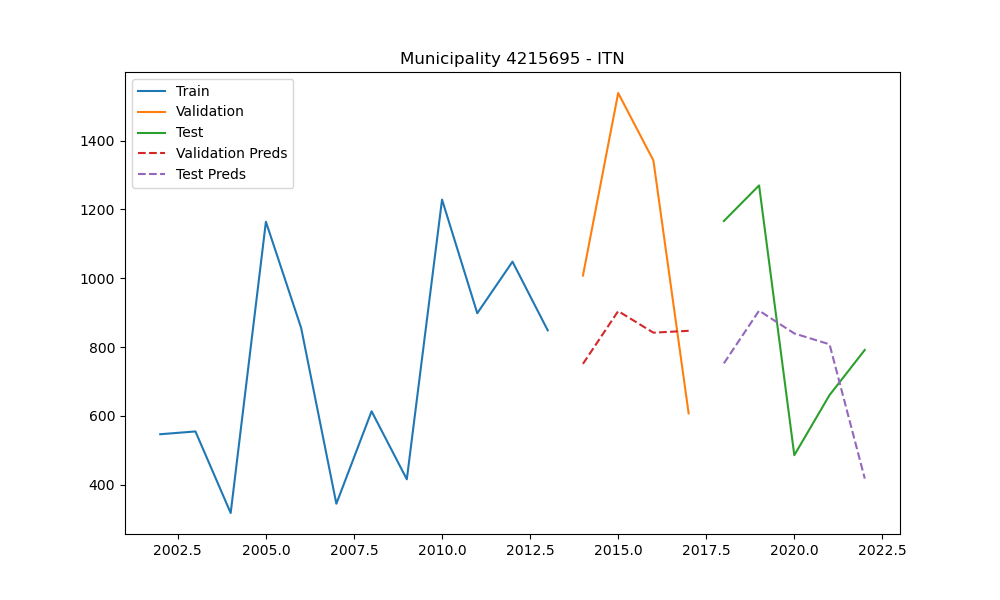 Municipality 4215695 - ITN
Train
Validation
Test
Validation Preds
Test Preds
1400
1200
1000
800
600
400
2002.5 2005.0 2007.5 2010.0 2012.5 2015.0 2017.5 2020.0 2022.5